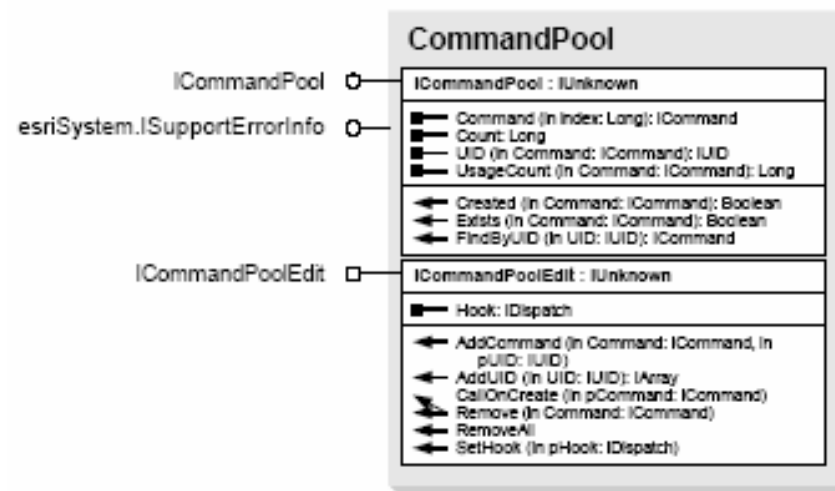 CommandPool
ICommandPool
ICommandPool : IUnknown
esriSystem.ISupportErrorInfo
Command (in Index: Long): ICommand
Count: Long
UID (in Command: ICommand): IUID
UsageCount (in Command: ICommand): Long
Created (in Command: ICommand): Boolean
Exists (in Command: ICommand): Boolean
FindByUID (in UID: IUID): ICommand
ICommandPoolEdit
ICommandPoolEdit : IUnknown
Hook: IDispatch
AddCommand (in Command: ICommand, in
pUID: IUID)
AddUID (in UID: IUID): IArray
CallOnCreate (in pCommand: ICommand)
Remove (in Command: ICommand)
RemoveAll
SetHook (in pHook: IDispatch)